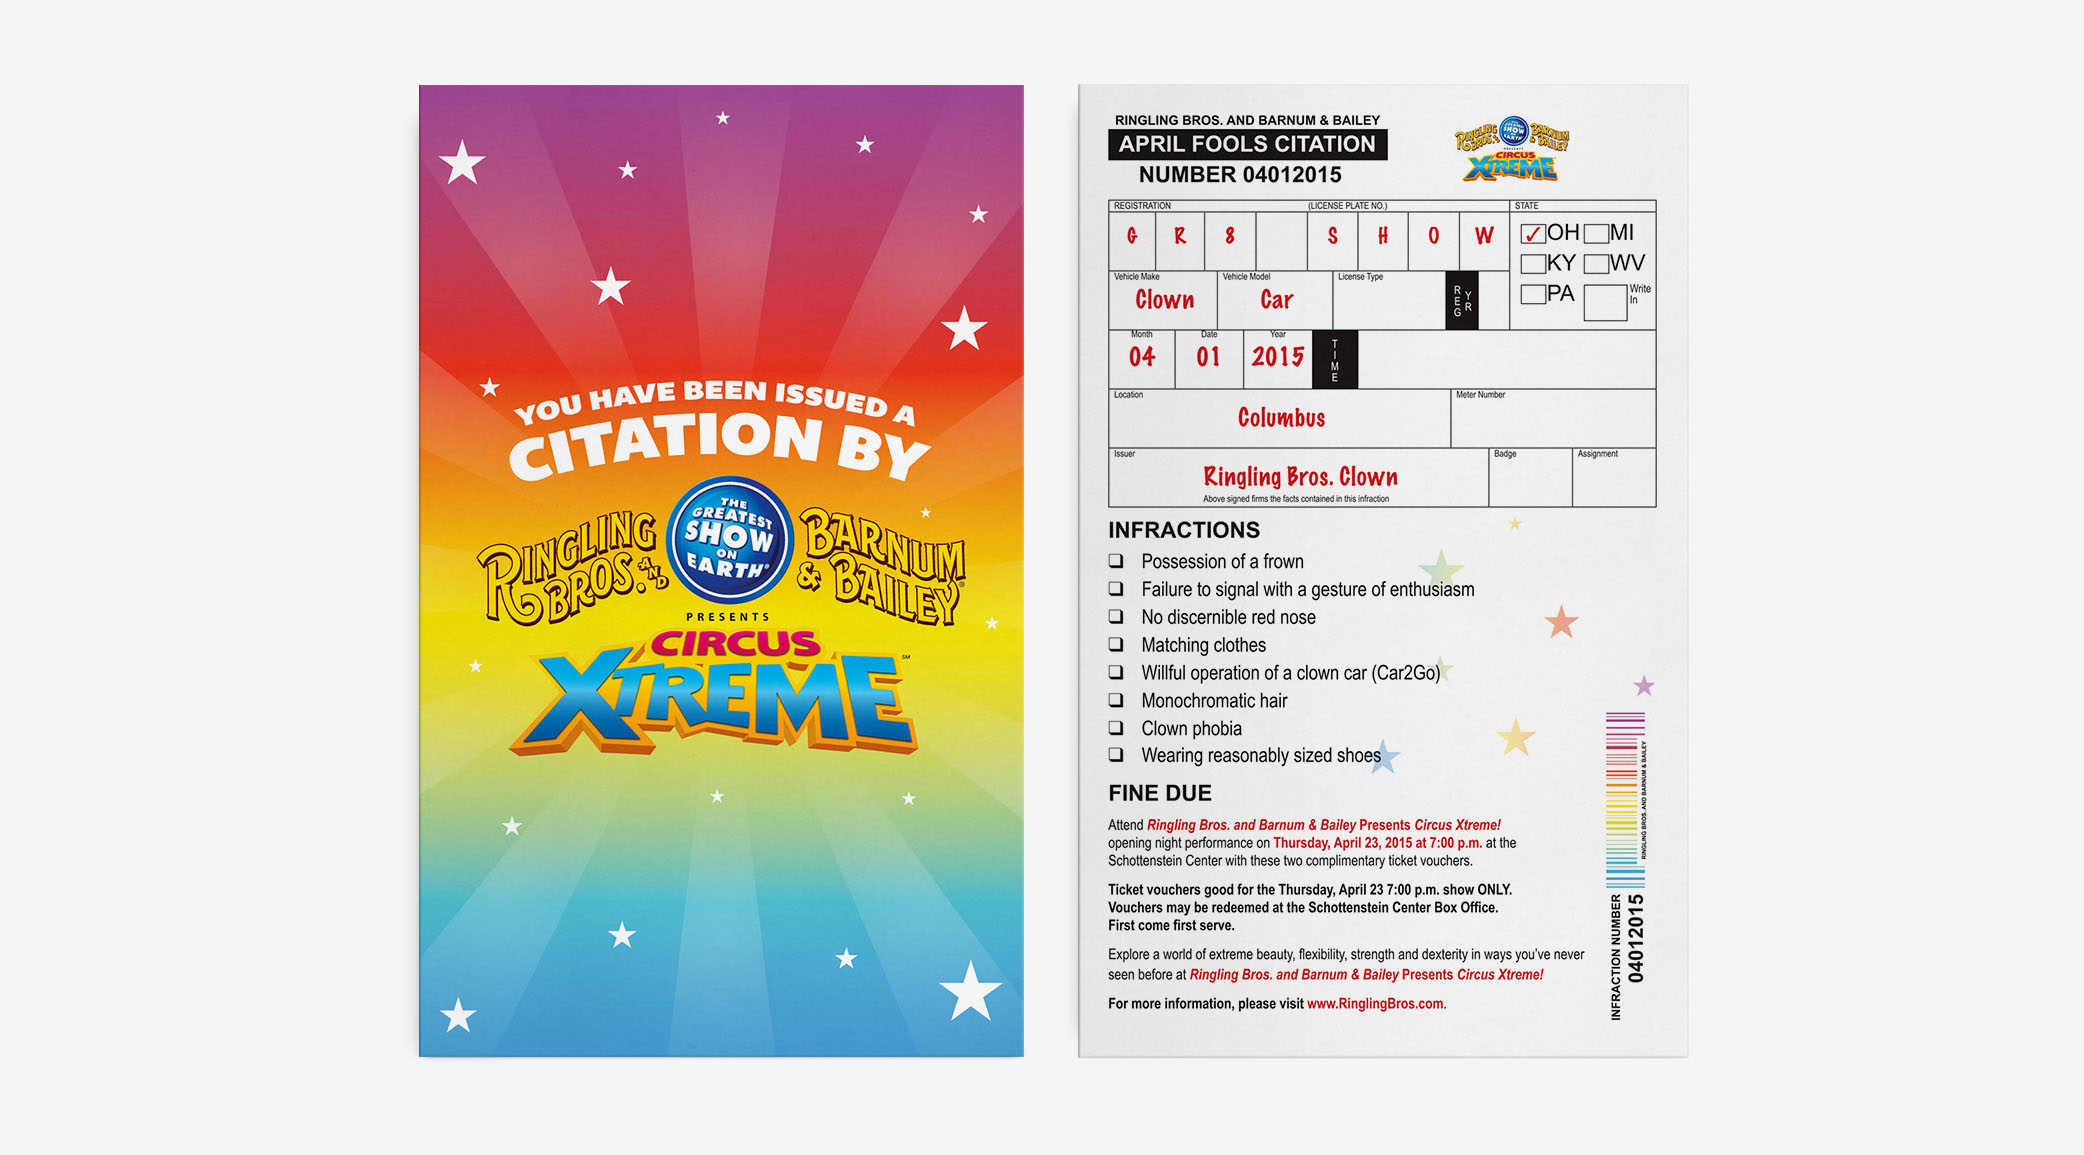 YOU HAVE BEEN ISSUED A
CITATION BY
RINGLING BROS. AND
THE GREATEST SHOW ON EARTH®
BARNUM & BAILEY®
PRESENTS
CIRCUS
XTREME℠
RINGLING BROS. AND BARNUM & BAILEY
APRIL FOOLS CITATION
NUMBER 04012015
RINGLING BROS. AND
THE GREATEST SHOW ON EARTH
BARNUM & BAILEY
PRESENTS
CIRCUS
XTREME
REGISTRATION (LICENSE PLATE NO.) STATE
G R 8 S H O W
✓ OH MI
KY WV
PA Write In
Vehicle Make Vehicle Model License Type
Clown Car
REG YR
Month Date Year
04 01 2015
TIME
Location Meter Number
Columbus
Issuer Badge Assignment
Ringling Bros. Clown
Above signed firms the facts contained in this infraction
INFRACTIONS
❑ Possession of a frown
❑ Failure to signal with a gesture of enthusiasm
❑ No discernible red nose
❑ Matching clothes
❑ Willful operation of a clown car (Car2Go)
❑ Monochromatic hair
❑ Clown phobia
❑ Wearing reasonably sized shoes
FINE DUE
Attend Ringling Bros. and Barnum & Bailey Presents Circus Xtreme!
opening night performance on Thursday, April 23, 2015 at 7:00 p.m. at the
Schottenstein Center with these two complimentary ticket vouchers.
Ticket vouchers good for the Thursday, April 23 7:00 p.m. show ONLY.
Vouchers may be redeemed at the Schottenstein Center Box Office.
First come first serve.
Explore a world of extreme beauty, flexibility, strength and dexterity in ways you've never
seen before at Ringling Bros. and Barnum & Bailey Presents Circus Xtreme!
For more information, please visit www.RinglingBros.com.
RINGLING BROS. AND BARNUM & BAILEY
INFRACTION NUMBER
04012015